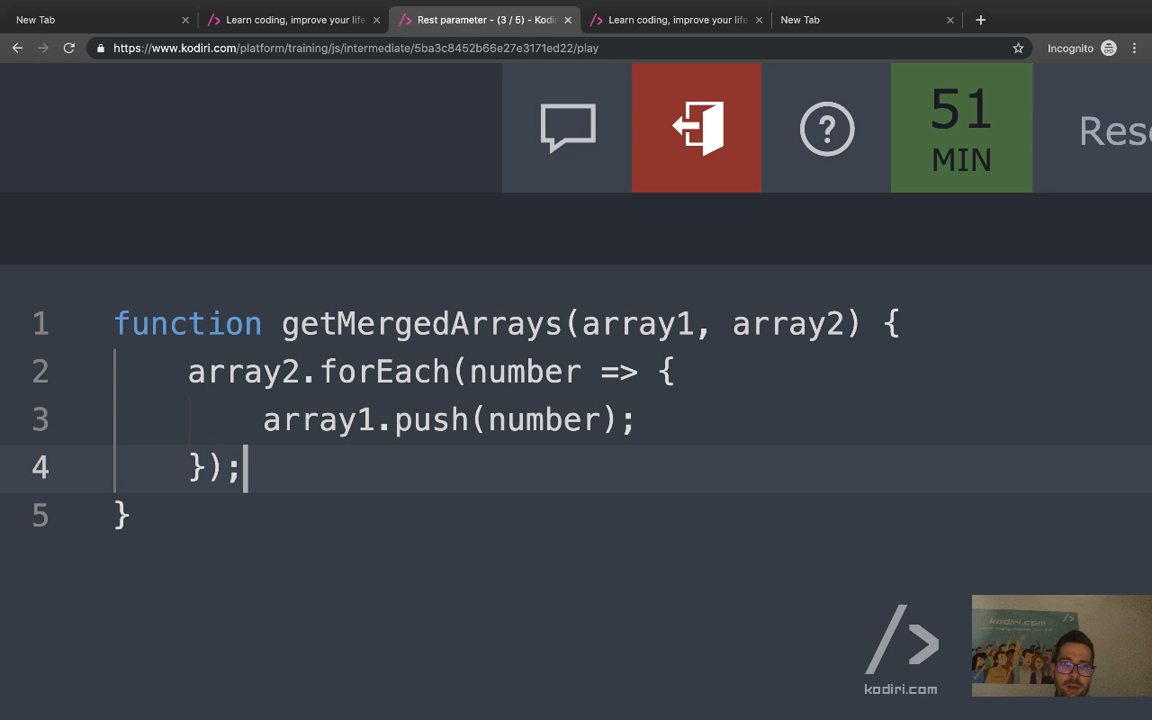 New Tab
Learn coding, improve your life
Rest parameter - (3 / 5) - Kodi
Learn coding, improve your life
New Tab
https://www.kodiri.com/platform/training/js/intermediate/5ba3c8452b66e27e3171ed22/play
Incognito
?
51
MIN
Res
1 function getMergedArrays(array1, array2) {
2 array2.forEach(number => {
3 array1.push(number);
4 });
5 }
/>
kodiri.com
kodiri.com